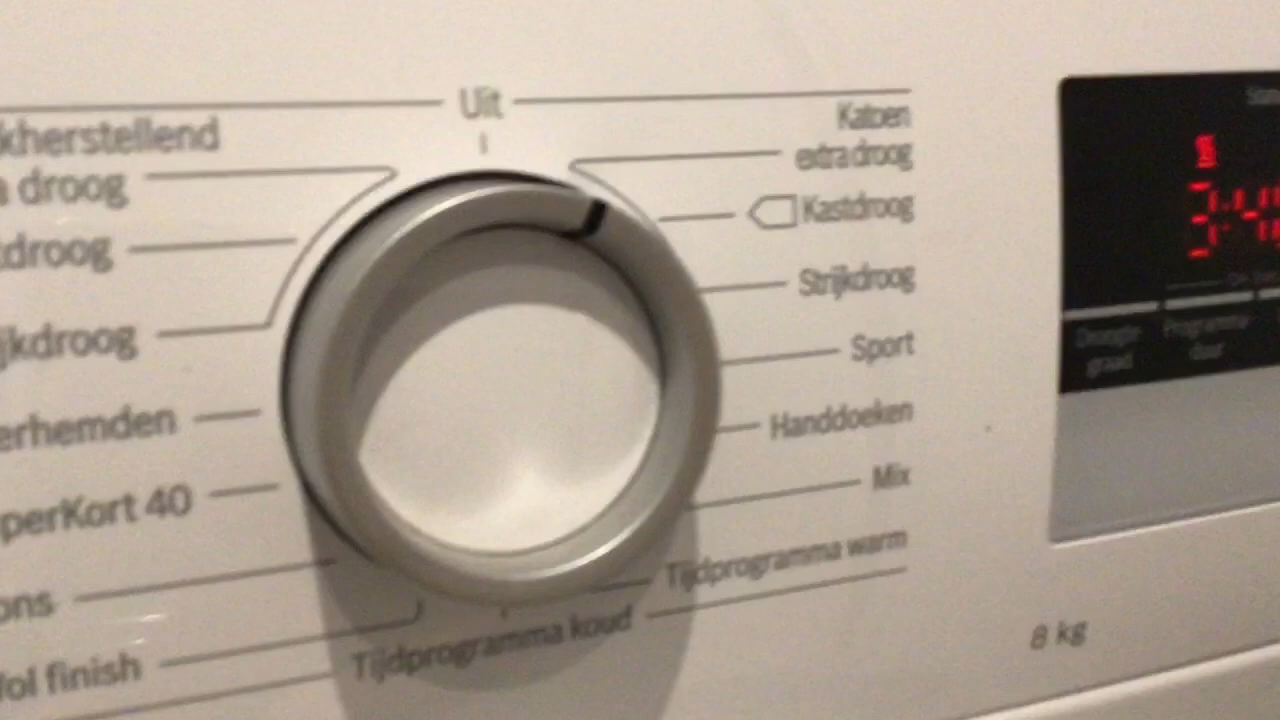 Uit
kherstellend
a droog
tdroog
jkdroog
erhemden
perKort 40
ons
ol finish
Katoen
extra droog
Kastdroog
Strijkdroog
Sport
Handdoeken
Mix
Tijdprogramma warm
Tijdprogramma koud
Droogte
graad
Programma
duur
8 kg